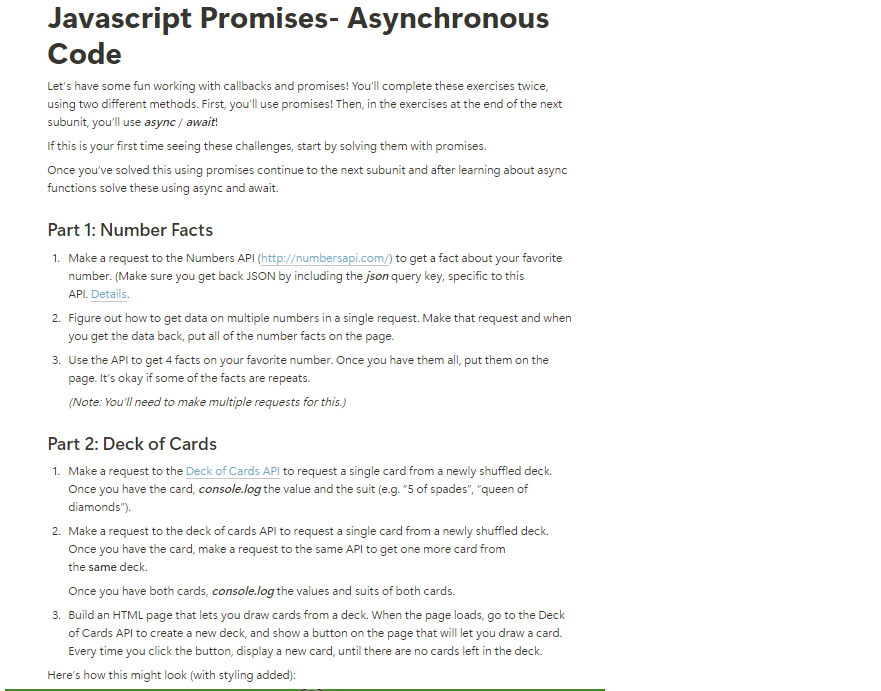 Javascript Promises- Asynchronous
Code
Let's have some fun working with callbacks and promises! You'll complete these exercises twice,
using two different methods. First, you'll use promises! Then, in the exercises at the end of the next
subunit, you'll use async / await!
If this is your first time seeing these challenges, start by solving them with promises.
Once you've solved this using promises continue to the next subunit and after learning about async
functions solve these using async and await.
Part 1: Number Facts
1. Make a request to the Numbers API (http://numbersapi.com/) to get a fact about your favorite
number. (Make sure you get back JSON by including the json query key, specific to this
API. Details.
2. Figure out how to get data on multiple numbers in a single request. Make that request and when
you get the data back, put all of the number facts on the page.
3. Use the API to get 4 facts on your favorite number. Once you have them all, put them on the
page. It's okay if some of the facts are repeats.
(Note: You'll need to make multiple requests for this.)
Part 2: Deck of Cards
1. Make a request to the Deck of Cards API to request a single card from a newly shuffled deck.
Once you have the card, console.log the value and the suit (e.g. "5 of spades", "queen of
diamonds").
2. Make a request to the deck of cards API to request a single card from a newly shuffled deck.
Once you have the card, make a request to the same API to get one more card from
the same deck.
Once you have both cards, console.log the values and suits of both cards.
3. Build an HTML page that lets you draw cards from a deck. When the page loads, go to the Deck
of Cards API to create a new deck, and show a button on the page that will let you draw a card.
Every time you click the button, display a new card, until there are no cards left in the deck.
Here's how this might look (with styling added):